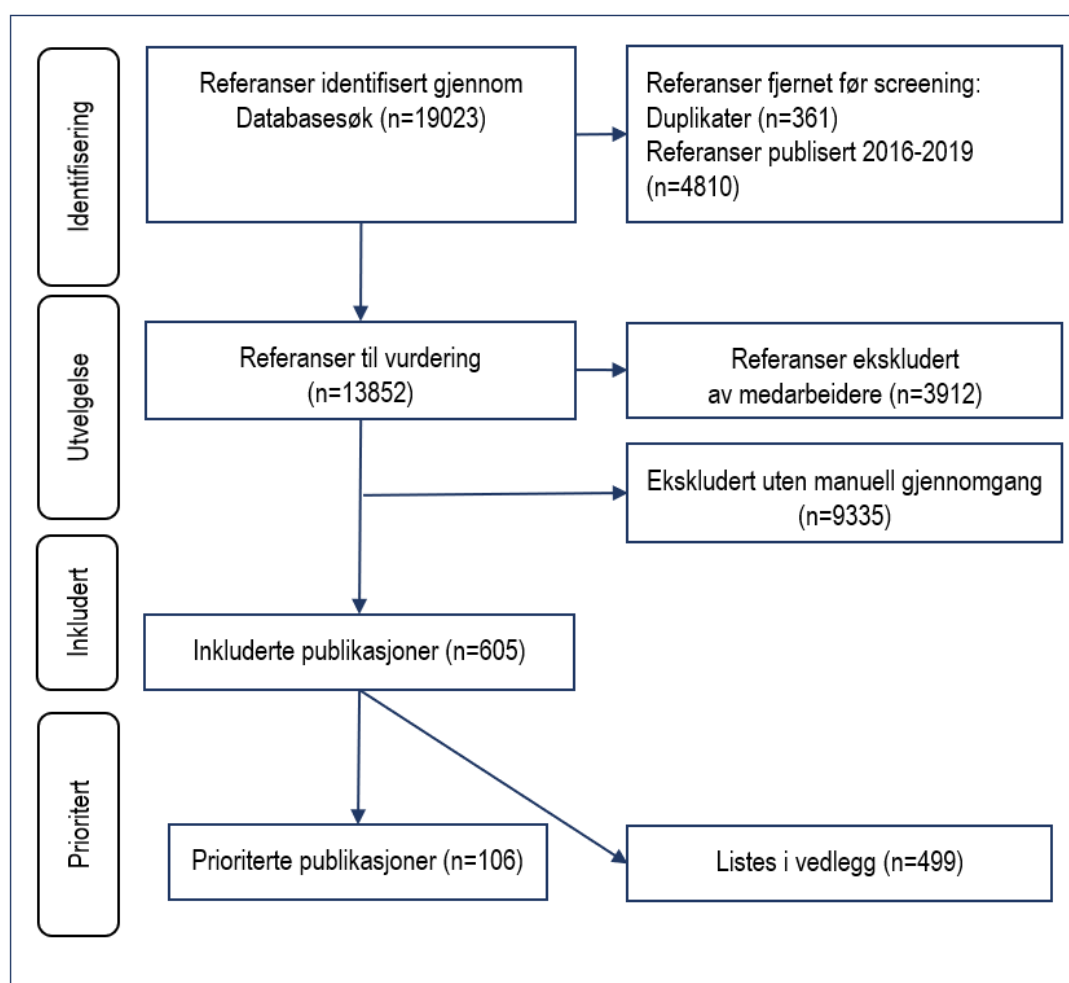 Identifisering
Referanser identifisert gjennom
Databasesøk (n=19023)
Referanser fjernet før screening:
Duplikater (n=361)
Referanser publisert 2016-2019
(n=4810)
Utvelgelse
Referanser til vurdering
(n=13852)
Referanser ekskludert
av medarbeidere (n=3912)
Ekskludert uten manuell gjennomgang
(n=9335)
Inkludert
Inkluderte publikasjoner (n=605)
Prioritert
Prioriterte publikasjoner (n=106)
Listes i vedlegg (n=499)